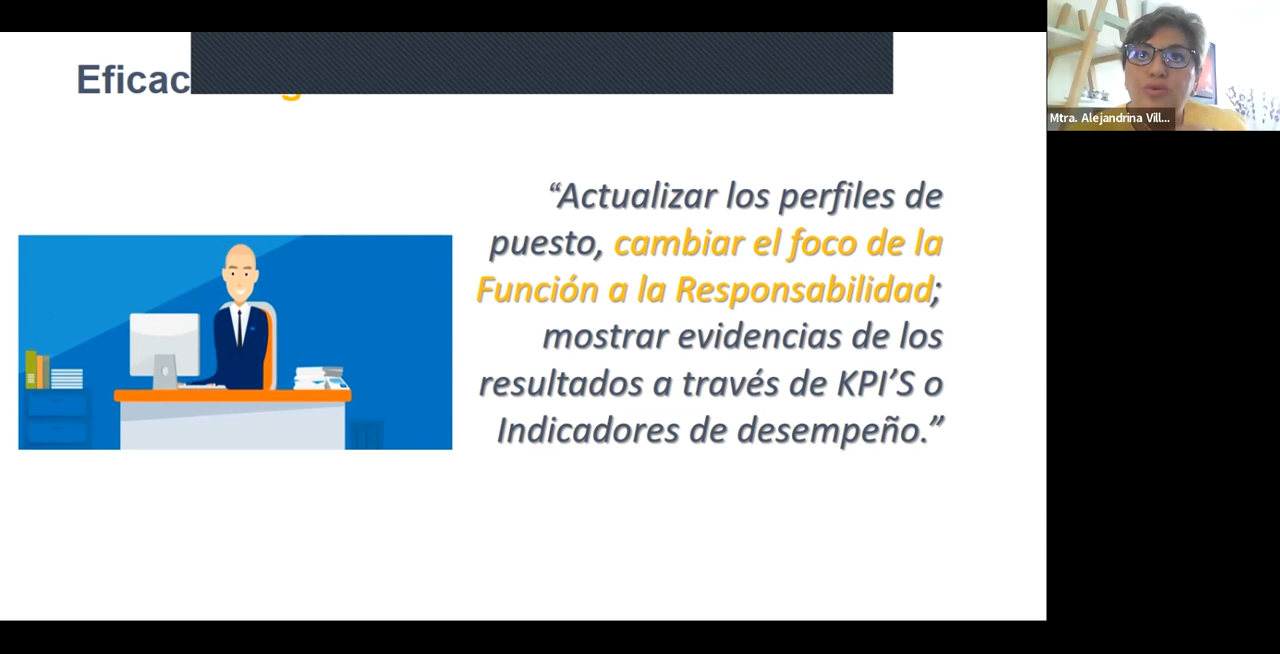 Mtra. Alejandrina Vill...
“Actualizar los perfiles de
puesto, cambiar el foco de la
Función a la Responsabilidad;
mostrar evidencias de los
resultados a través de KPI’S o
Indicadores de desempeño.”